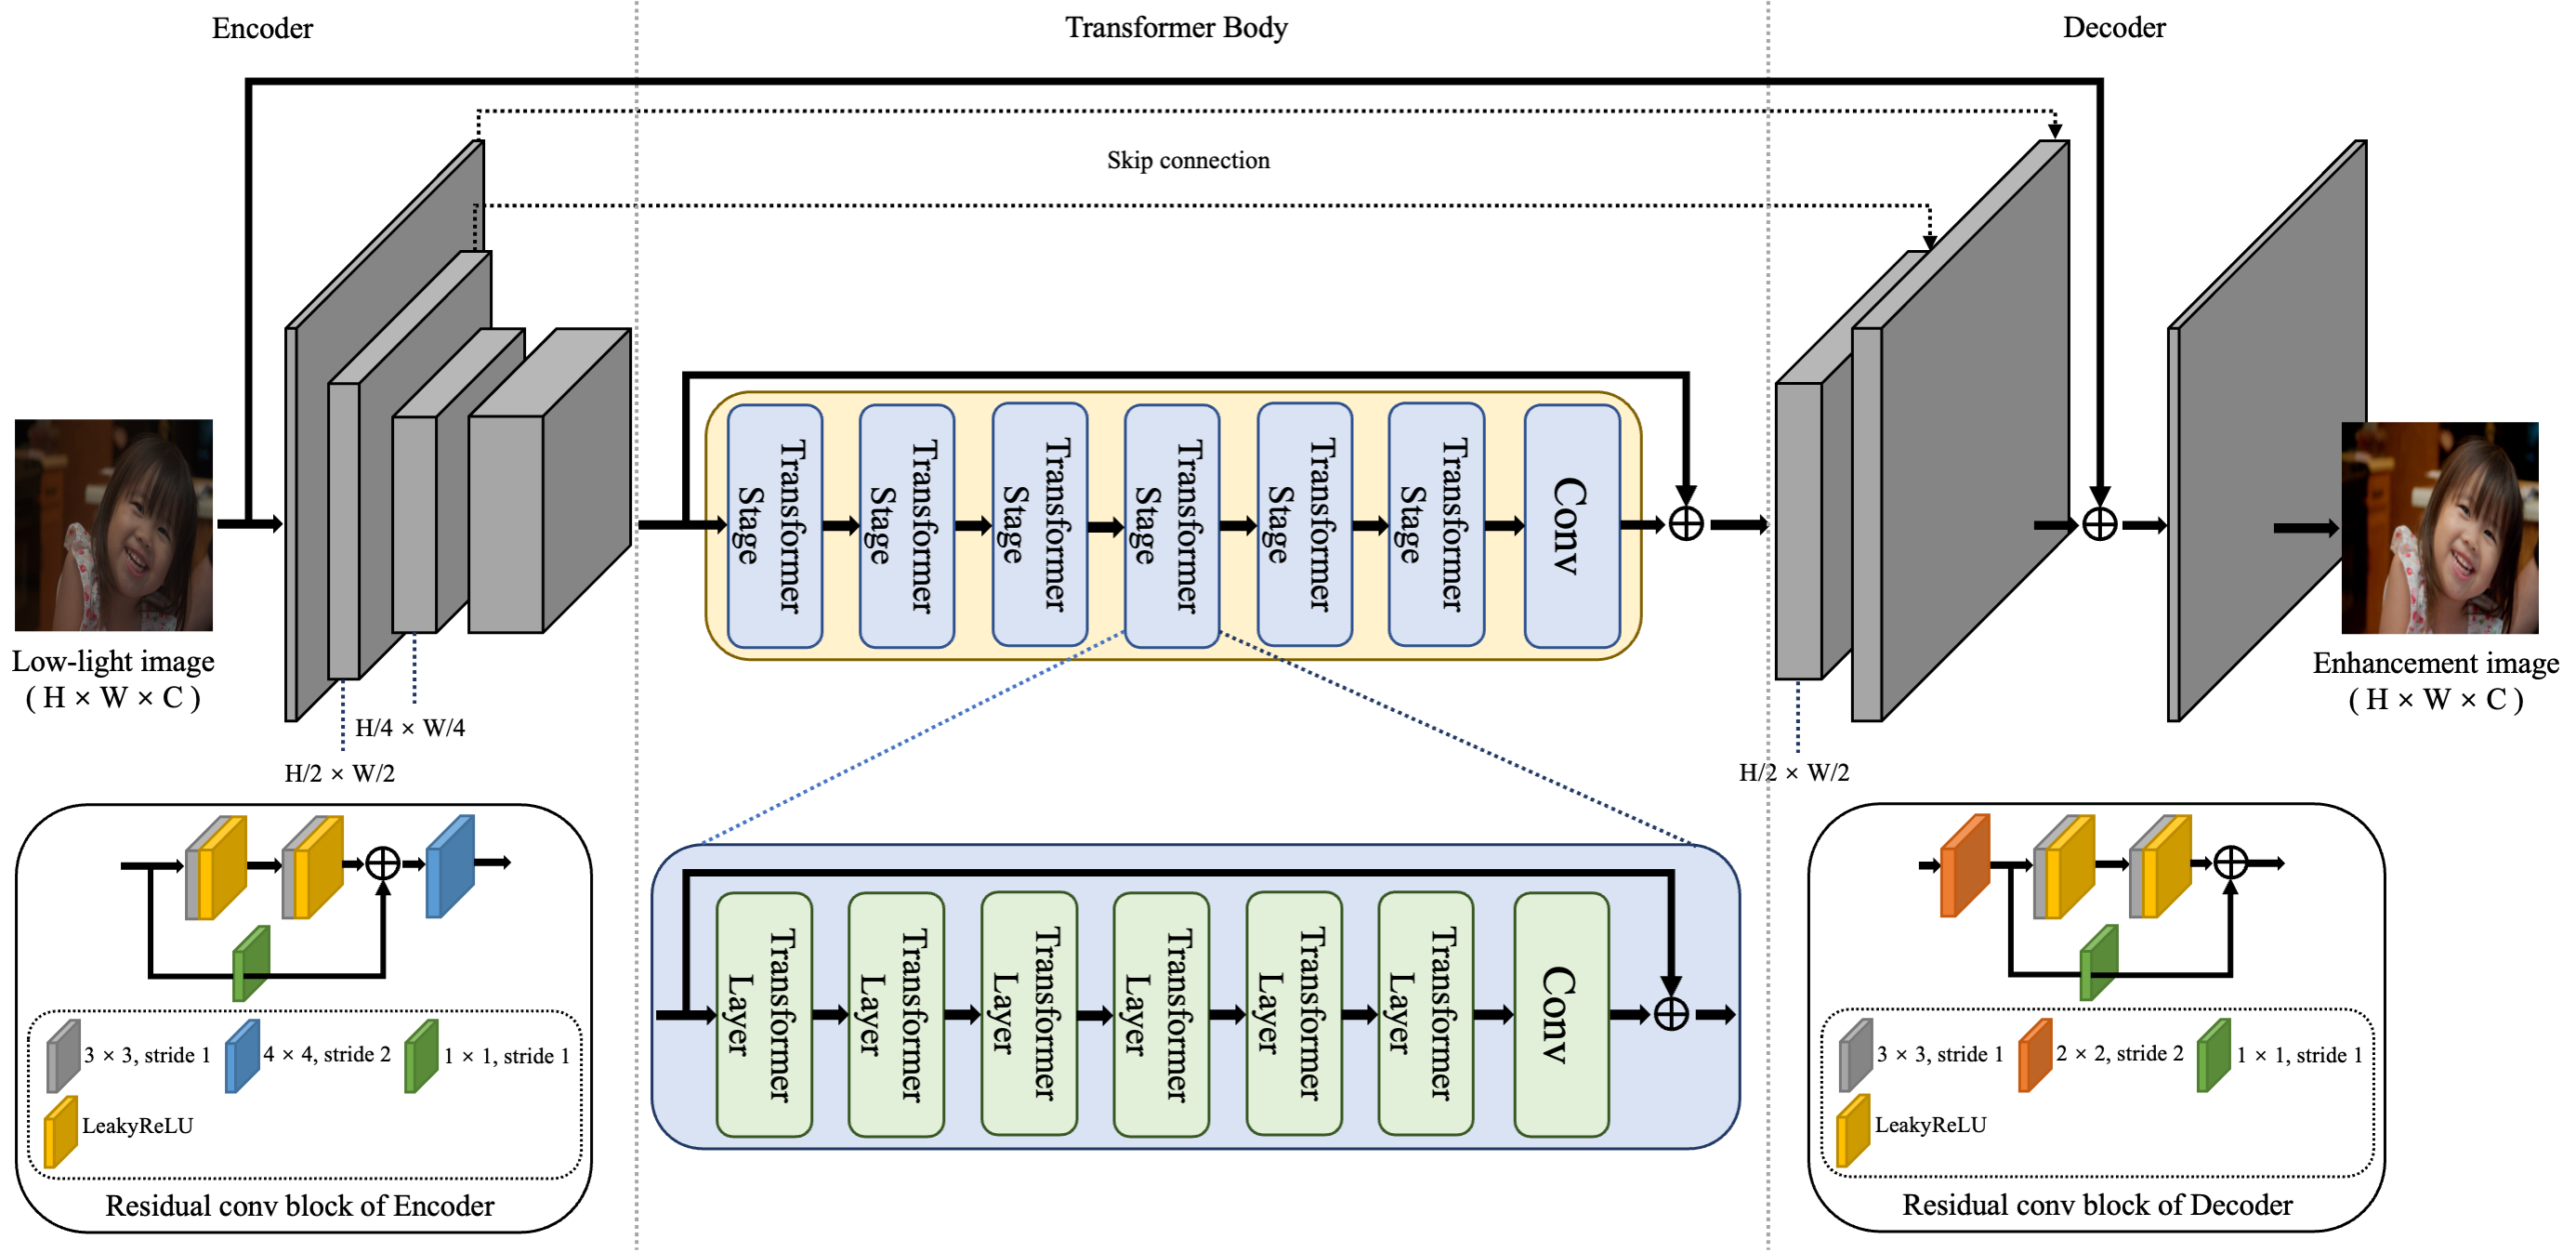 Encoder
Transformer Body
Decoder
Skip connection
Low-light image
( H × W × C )
H/4 × W/4
H/2 × W/2
Transformer
Stage
Transformer
Stage
Transformer
Stage
Transformer
Stage
Transformer
Stage
Transformer
Stage
Conv
H/2 × W/2
Enhancement image
( H × W × C )
3 × 3, stride 1
4 × 4, stride 2
1 × 1, stride 1
LeakyReLU
Residual conv block of Encoder
Transformer
Layer
Transformer
Layer
Transformer
Layer
Transformer
Layer
Transformer
Layer
Transformer
Layer
Conv
3 × 3, stride 1
2 × 2, stride 2
1 × 1, stride 1
LeakyReLU
Residual conv block of Decoder